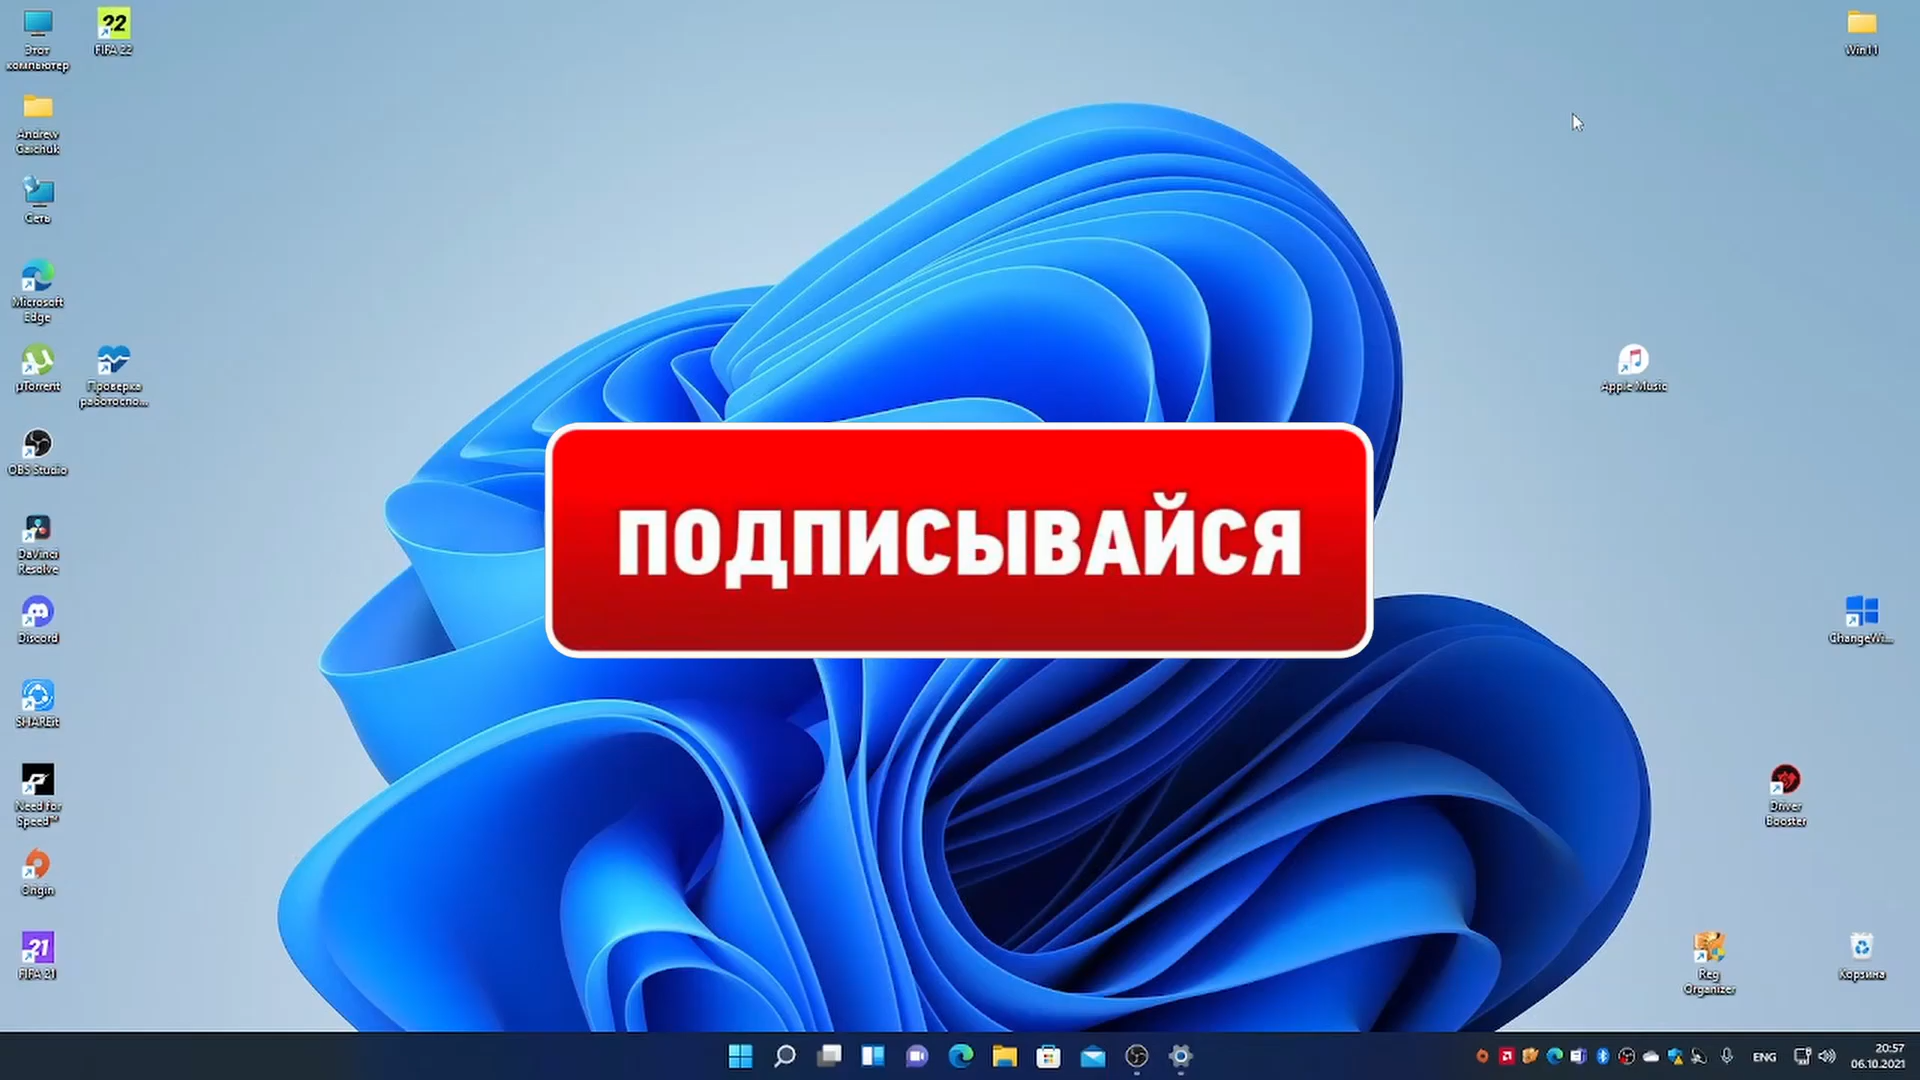 Этот
компьютер
22
FIFA 22
Win11
Andrew
Gaichuk
Сеть
Microsoft
Edge
µTorrent
Проверка
работоспо...
Apple Music
OBS Studio
ПОДПИСЫВАЙСЯ
DaVinci
Resolve
Discord
ChangeWi...
SHAREit
Need for
Speed™
Driver
Booster
Origin
21
FIFA 21
Reg
Organizer
Корзина
ENG
20:57
06.10.2021